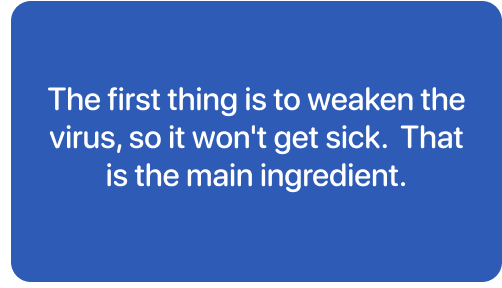 The first thing is to weaken the
virus, so it won't get sick.  That
is the main ingredient.